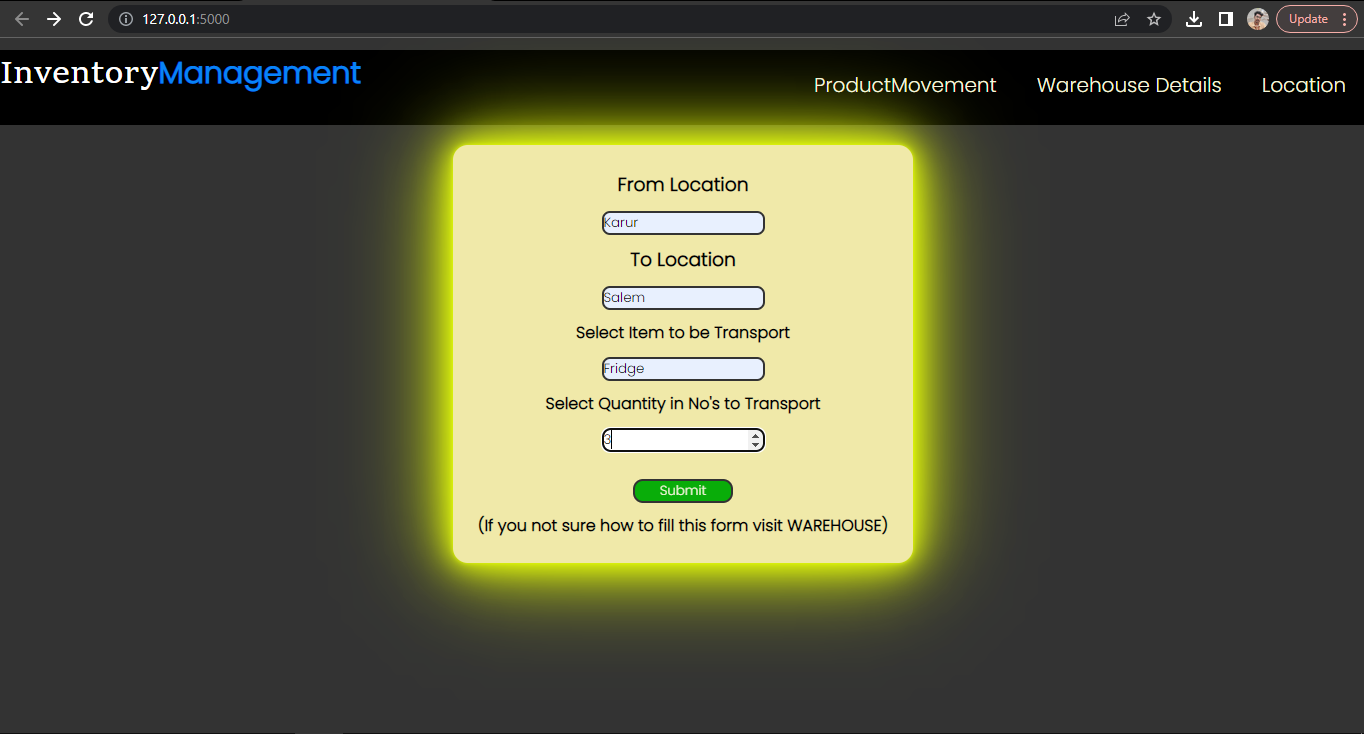 127.0.0.1:5000
Update
InventoryManagement
ProductMovement Warehouse Details Location
From Location
Karur
To Location
Salem
Select Item to be Transport
Fridge
Select Quantity in No's to Transport
3
Submit
(If you not sure how to fill this form visit WAREHOUSE)